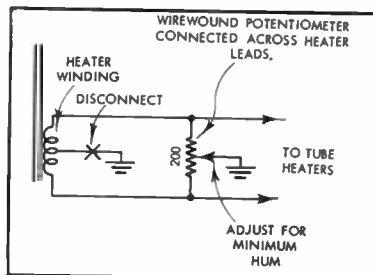 WIREWOUND POTENTIOMETER
CONNECTED ACROSS HEATER
LEADS.
HEATER
WINDING
DISCONNECT
200
TO TUBE
HEATERS
ADJUST FOR
MINIMUM
HUM